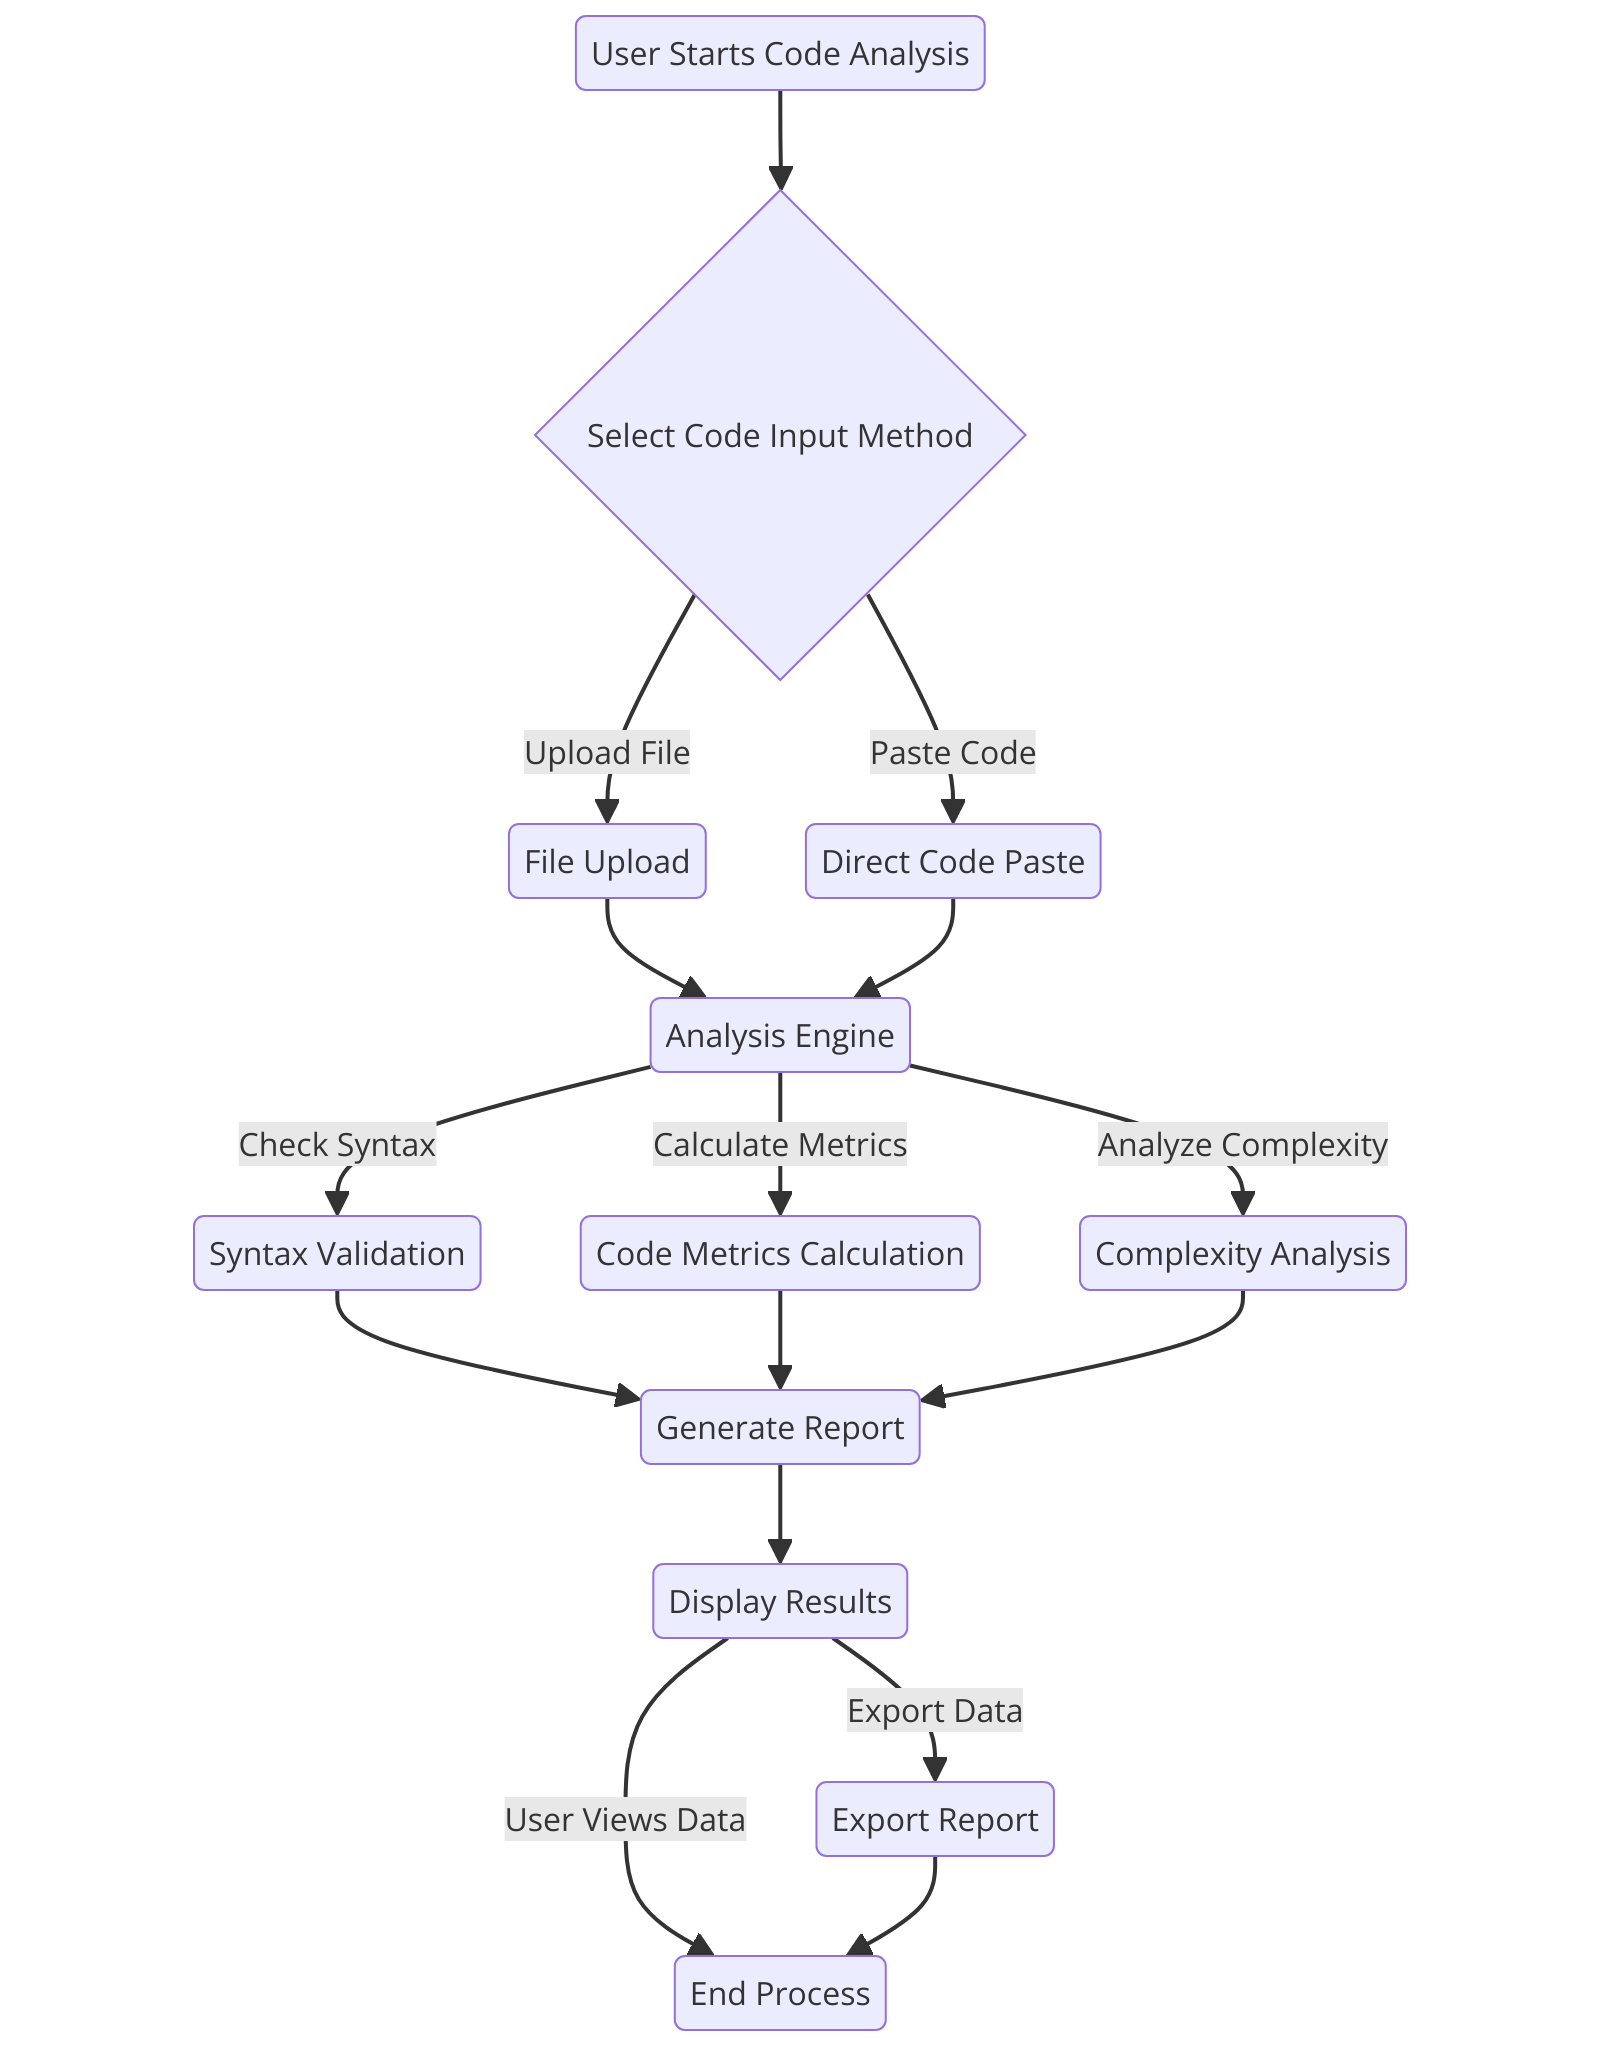 User Starts Code Analysis
Select Code Input Method
Upload File
Paste Code
File Upload
Direct Code Paste
Analysis Engine
Check Syntax
Calculate Metrics
Analyze Complexity
Syntax Validation
Code Metrics Calculation
Complexity Analysis
Generate Report
Display Results
Export Data
User Views Data
Export Report
End Process